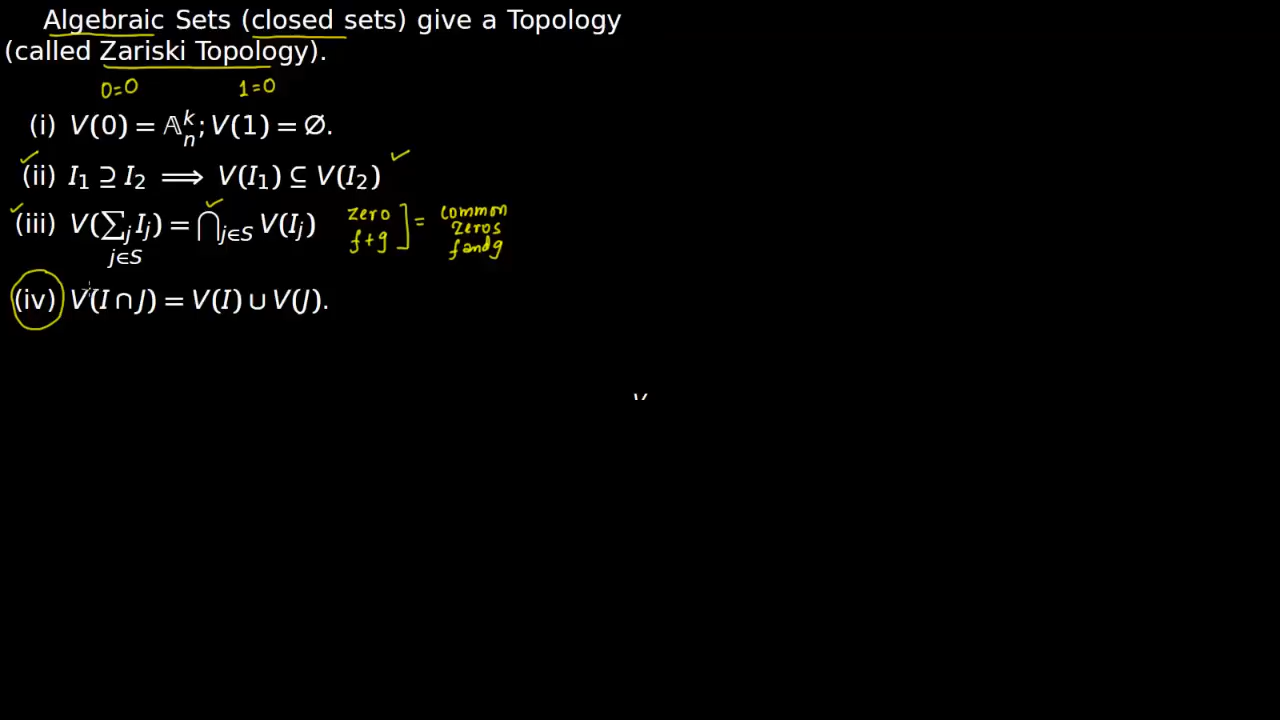 Algebraic Sets (closed sets) give a Topology
(called Zariski Topology).
0=0 1=0
(i) V(0) = 𝔸ᵏₙ; V(1) = ∅.
(ii) I₁ ⊇ I₂ ⟹ V(I₁) ⊆ V(I₂)
(iii) V(∑ⱼ Iⱼ) = ⋂_{j∈S} V(Iⱼ) zero f+g ] = common zeros f and g
j∈S
(iv) V(I ∩ J) = V(I) ∪ V(J).